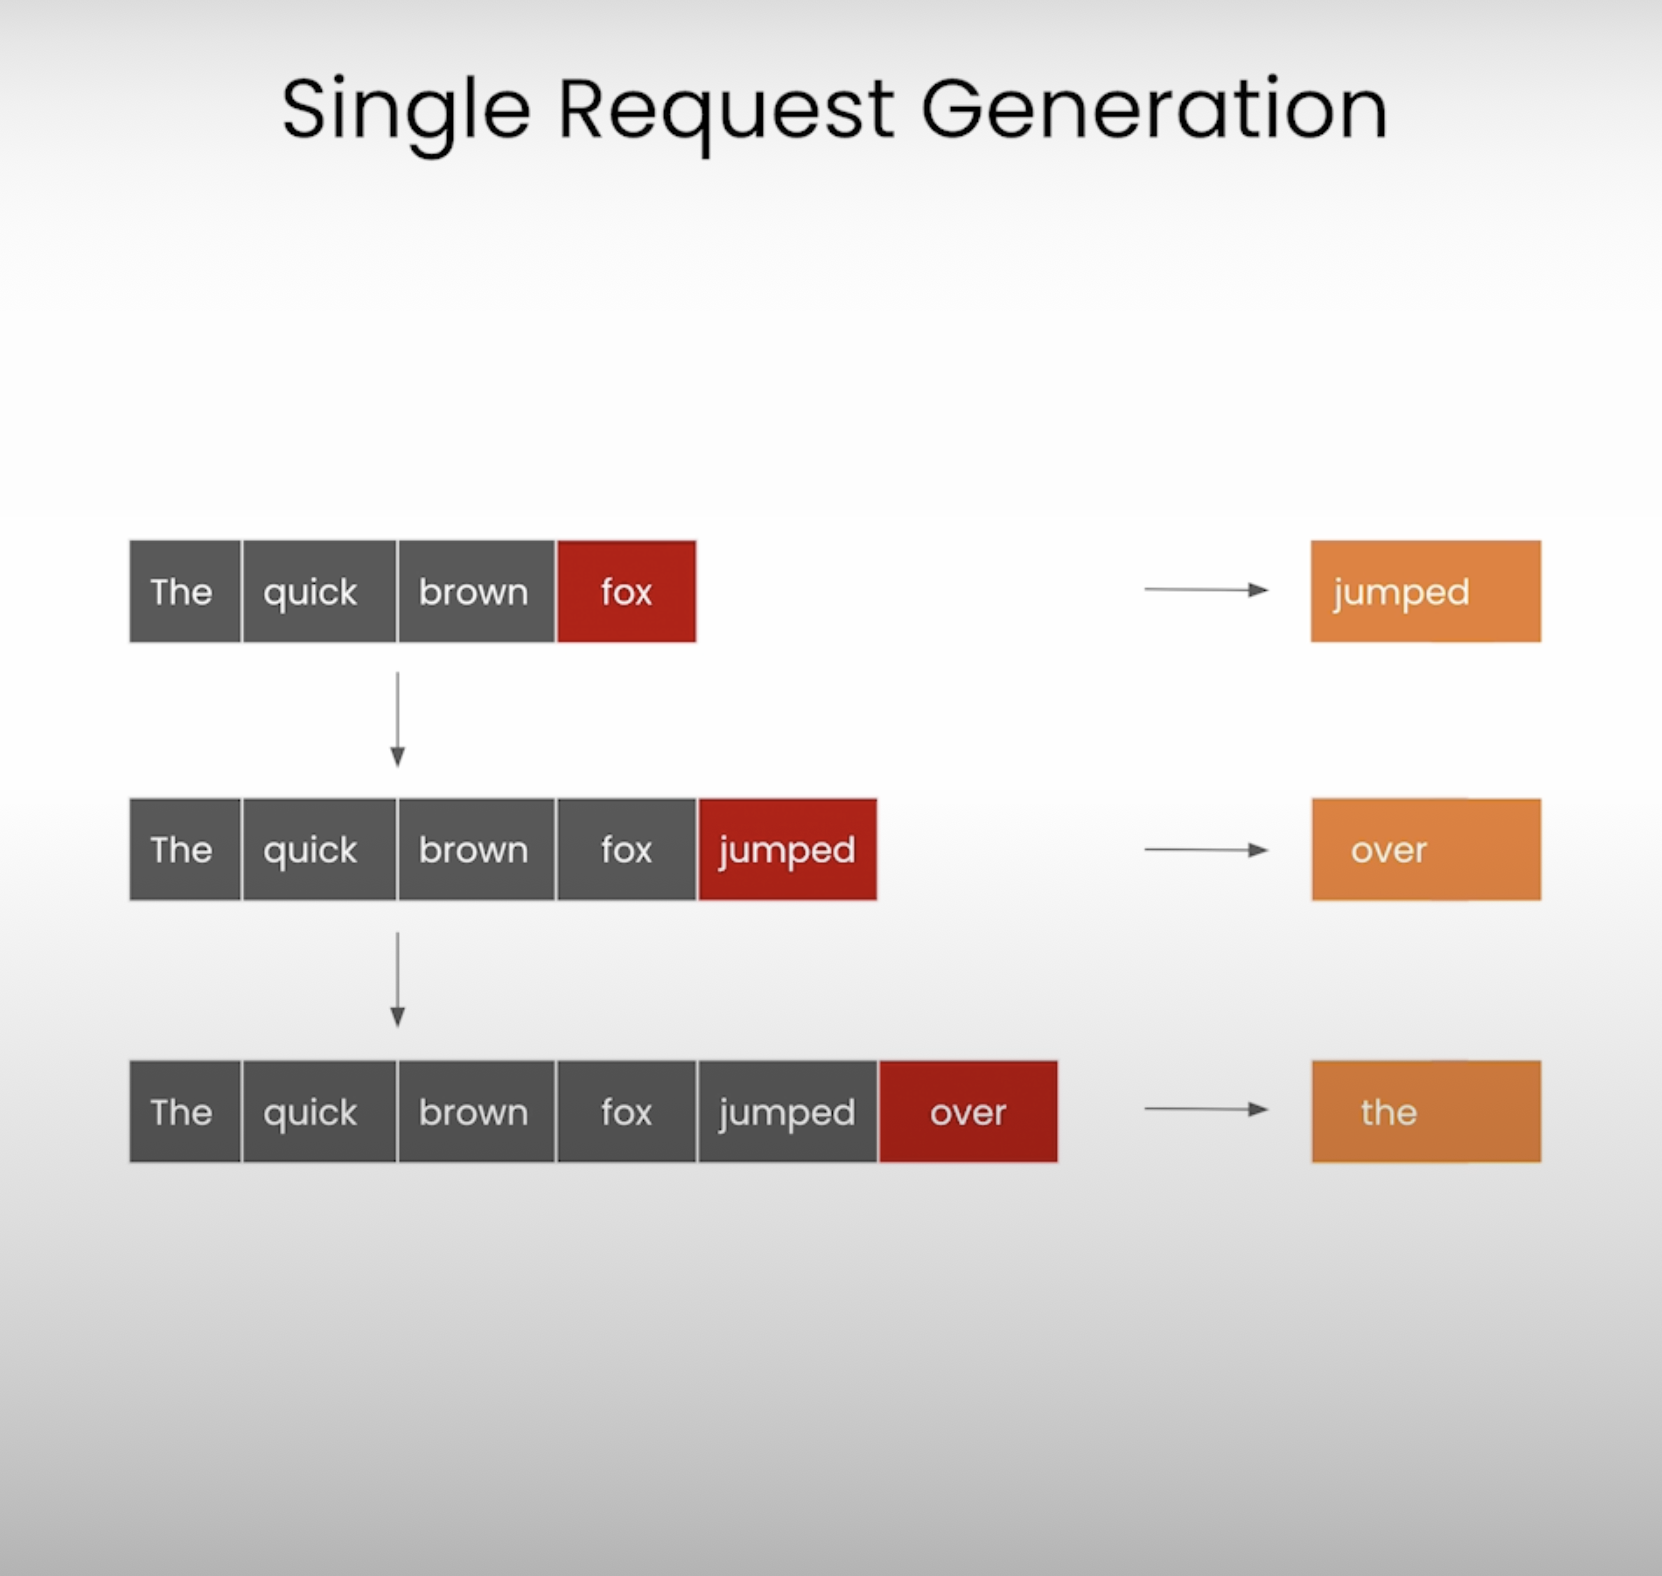 Single Request Generation
The quick brown fox jumped
The quick brown fox jumped over
The quick brown fox jumped over the